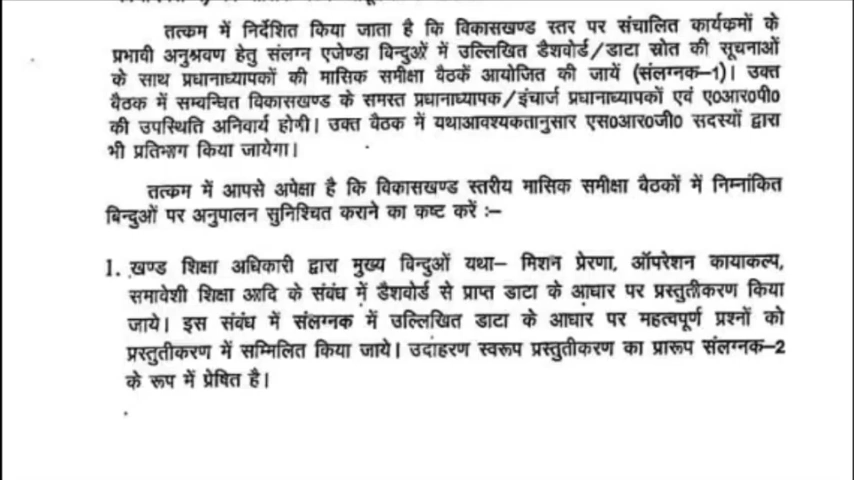 तत्क्रम में निर्देशित किया जाता है कि विकासखण्ड स्तर पर संचालित कार्यक्रमों के
प्रभावी अनुश्रवण हेतु संलग्न एजेण्डा बिन्दुओं में उल्लिखित डैशवोर्ड/डाटा स्रोत की सूचनाओं
के साथ प्रधानाध्यापकों की मासिक समीक्षा बैठकें आयोजित की जायें (संलग्नक–1)। उक्त
बैठक में सम्वन्धित विकासखण्ड के समस्त प्रधानाध्यापक/इंचार्ज प्रधानाध्यापकों एवं ए0आर0पी0
की उपस्थिति अनिवार्य होगी। उक्त वैठक में यथाआवश्यकतानुसार एस0आर0जी0 सदस्यों द्वारा
भी प्रतिभाग किया जायेगा।
तत्क्रम में आपसे अपेक्षा है कि विकासखण्ड स्तरीय मासिक समीक्षा बैठकों में निम्नांकित
बिन्दुओं पर अनुपालन सुनिश्चित कराने का कष्ट करें :–
1. खण्ड शिक्षा अधिकारी द्वारा मुख्य विन्दुओं यथा– मिशन प्रेरणा, ऑपरेशन कायाकल्प,
समावेशी शिक्षा आदि के संबंध में डैशवोर्ड से प्राप्त डाटा के आधार पर प्रस्तुतीकरण किया
जाये। इस संबंध में संलग्नक में उल्लिखित डाटा के आधार पर महत्वपूर्ण प्रश्नों को
प्रस्तुतीकरण में सम्मिलित किया जाये। उदाहरण स्वरूप प्रस्तुतीकरण का प्रारूप संलग्नक–2
के रूप में प्रेषित है।